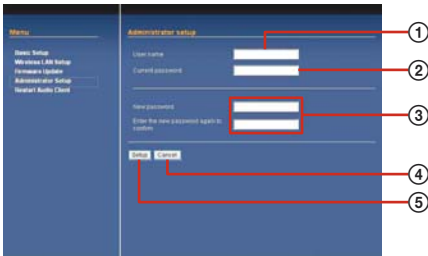 Menu
Administrator setup
Basic Setup
Wireless LAN Setup
Firmware Update
Administrator Setup
Restart Audio Client
User name
Current password
New password
Enter the new password again to
confirm
Setup Cancel
①
②
③
④
⑤